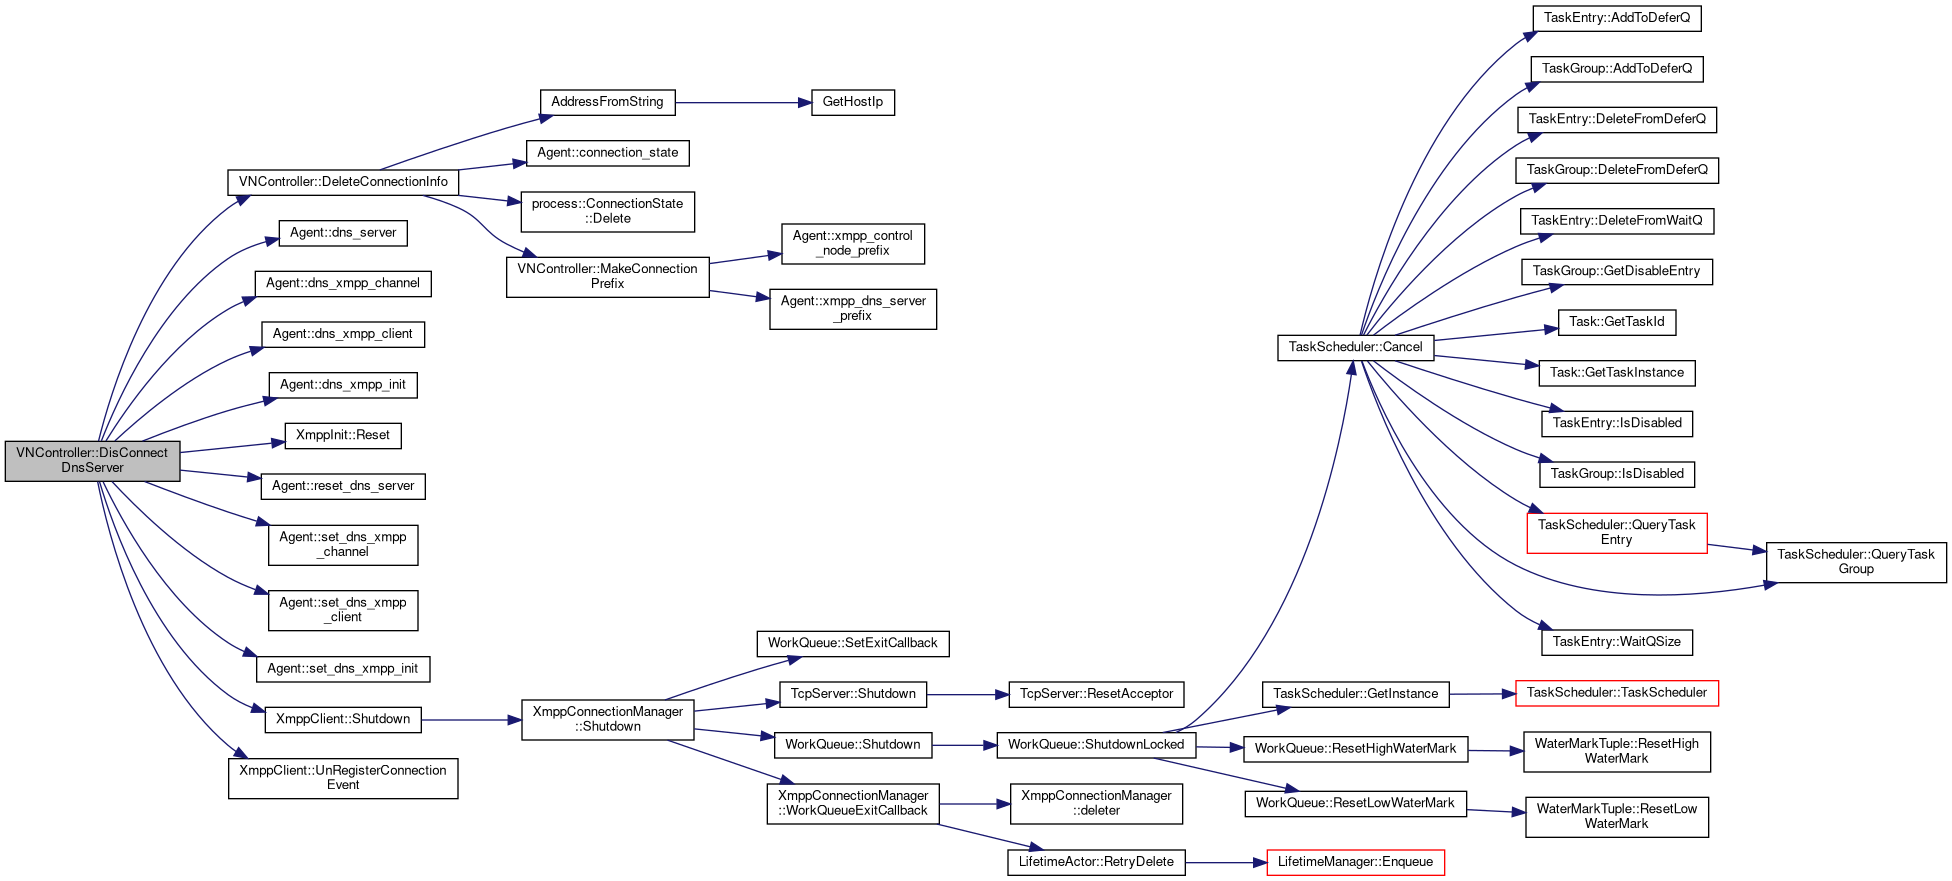 VNController::DisConnect
DnsServer
VNController::DeleteConnectionInfo
Agent::dns_server
Agent::dns_xmpp_channel
Agent::dns_xmpp_client
Agent::dns_xmpp_init
XmppInit::Reset
Agent::reset_dns_server
Agent::set_dns_xmpp
_channel
Agent::set_dns_xmpp
_client
Agent::set_dns_xmpp_init
XmppClient::Shutdown
XmppClient::UnRegisterConnection
Event
AddressFromString
Agent::connection_state
process::ConnectionState
::Delete
VNController::MakeConnection
Prefix
GetHostIp
Agent::xmpp_control
_node_prefix
Agent::xmpp_dns_server
_prefix
XmppConnectionManager
::Shutdown
WorkQueue::SetExitCallback
TcpServer::Shutdown
WorkQueue::Shutdown
XmppConnectionManager
::WorkQueueExitCallback
TcpServer::ResetAcceptor
WorkQueue::ShutdownLocked
XmppConnectionManager
::deleter
LifetimeActor::RetryDelete
TaskScheduler::Cancel
TaskScheduler::GetInstance
WorkQueue::ResetHighWaterMark
WorkQueue::ResetLowWaterMark
LifetimeManager::Enqueue
TaskEntry::AddToDeferQ
TaskGroup::AddToDeferQ
TaskEntry::DeleteFromDeferQ
TaskGroup::DeleteFromDeferQ
TaskEntry::DeleteFromWaitQ
TaskGroup::GetDisableEntry
Task::GetTaskId
Task::GetTaskInstance
TaskEntry::IsDisabled
TaskGroup::IsDisabled
TaskScheduler::QueryTask
Entry
TaskScheduler::QueryTask
Group
TaskEntry::WaitQSize
TaskScheduler::TaskScheduler
WaterMarkTuple::ResetHigh
WaterMark
WaterMarkTuple::ResetLow
WaterMark